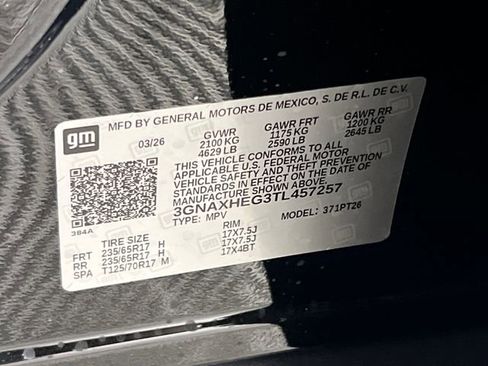 gm
MFD BY GENERAL MOTORS DE MEXICO, S. DE R.L. DE C.V.
03/26 GVWR GAWR FRT GAWR RR
2100 KG 1175 KG 1200 KG
4629 LB 2590 LB 2645 LB
THIS VEHICLE CONFORMS TO ALL
APPLICABLE U.S. FEDERAL MOTOR
VEHICLE SAFETY AND THEFT PREVENTION
STANDARDS IN EFFECT ON THE DATE OF
MANUFACTURE SHOWN ABOVE.
3GNAXHEG3TL457257
384A TYPE: MPV MODEL: 371PT26
TIRE SIZE RIM
FRT 235/65R17 H 17X7.5J
RR 235/65R17 H 17X7.5J
SPA T125/70R17 M 17X4BT